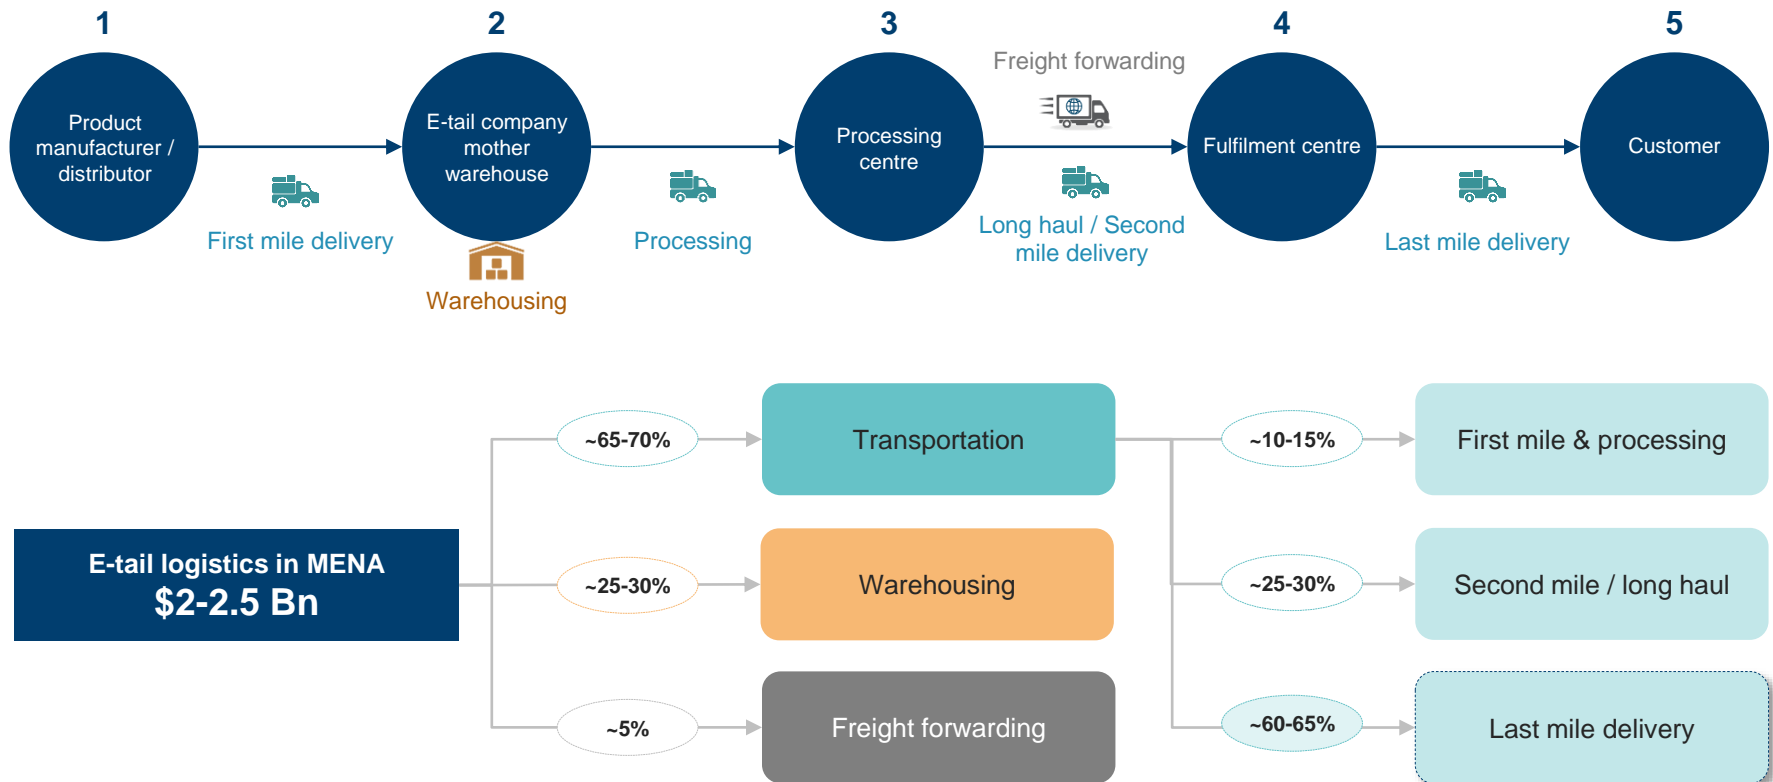 1
2
3
4
5
Product
manufacturer /
distributor
E-tail company
mother
warehouse
Processing
centre
Fulfilment centre
Customer
Freight forwarding
First mile delivery
Processing
Long haul / Second
mile delivery
Last mile delivery
Warehousing
E-tail logistics in MENA
$2-2.5 Bn
~65-70%
Transportation
~10-15%
First mile & processing
~25-30%
Warehousing
~25-30%
Second mile / long haul
~5%
Freight forwarding
~60-65%
Last mile delivery